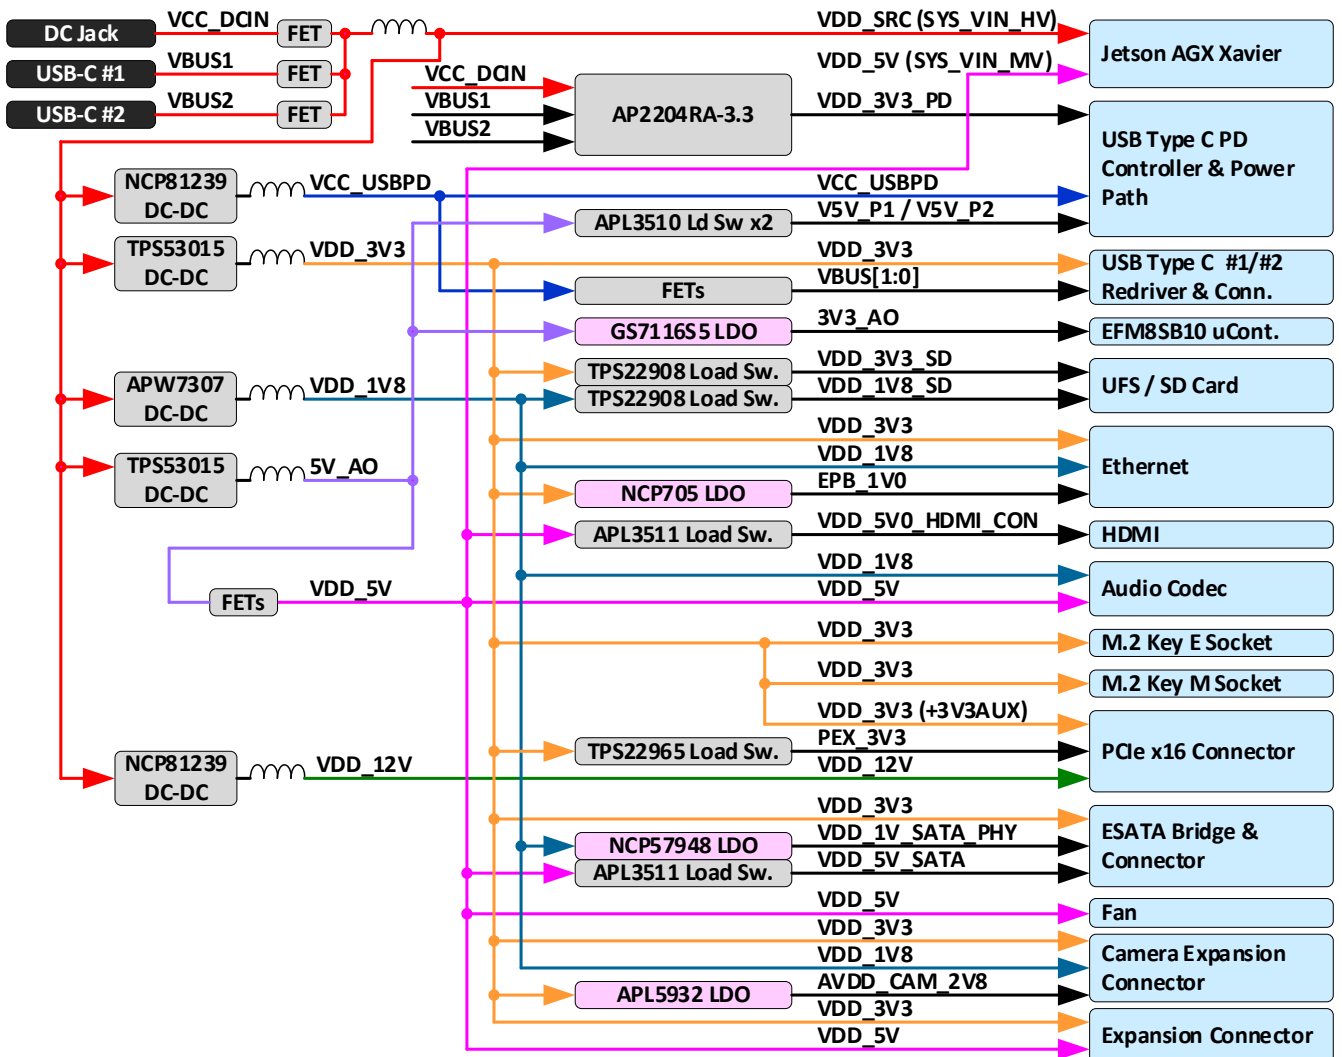 VCC_DCIN
VDD_SRC (SYS_VIN_HV)
DC Jack
FET
Jetson AGX Xavier
VBUS1
VDD_5V (SYS_VIN_MV)
USB-C #1
FET
VCC_DCIN
VBUS2
VBUS1
VDD_3V3_PD
USB-C #2
FET
AP2204RA-3.3
VBUS2
USB Type C PD
Controller & Power
Path
NCP81239
DC-DC
VCC_USBPD
VCC_USBPD
APL3510 Ld Sw x2
V5V_P1 / V5V_P2
TPS53015
DC-DC
VDD_3V3
VDD_3V3
USB Type C #1/#2
Redriver & Conn.
FETs
VBUS[1:0]
GS7116S5 LDO
3V3_AO
EFM8SB10 uCont.
TPS22908 Load Sw.
VDD_3V3_SD
UFS / SD Card
APW7307
DC-DC
VDD_1V8
TPS22908 Load Sw.
VDD_1V8_SD
VDD_3V3
Ethernet
VDD_1V8
TPS53015
DC-DC
5V_AO
NCP705 LDO
EPB_1V0
APL3511 Load Sw.
VDD_5V0_HDMI_CON
HDMI
VDD_1V8
Audio Codec
FETs
VDD_5V
VDD_5V
VDD_3V3
M.2 Key E Socket
VDD_3V3
M.2 Key M Socket
VDD_3V3 (+3V3AUX)
PCIe x16 Connector
TPS22965 Load Sw.
PEX_3V3
NCP81239
DC-DC
VDD_12V
VDD_12V
VDD_3V3
ESATA Bridge &
Connector
NCP57948 LDO
VDD_1V_SATA_PHY
APL3511 Load Sw.
VDD_5V_SATA
VDD_5V
Fan
VDD_3V3
Camera Expansion
Connector
VDD_1V8
APL5932 LDO
AVDD_CAM_2V8
VDD_3V3
Expansion Connector
VDD_5V